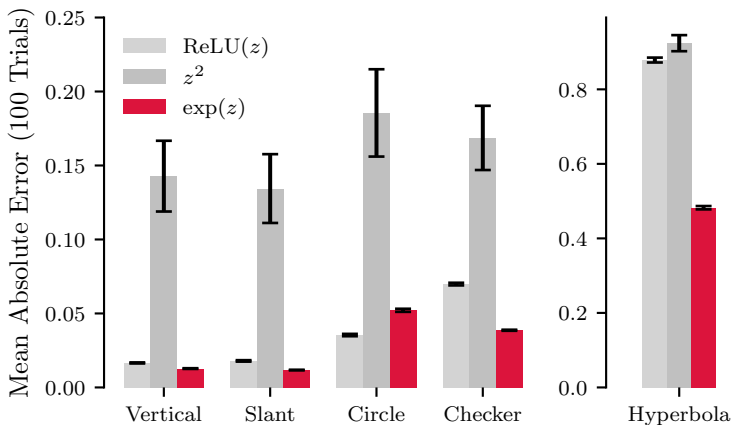 Mean Absolute Error (100 Trials)
0.25
0.20
0.15
0.10
0.05
0.00
ReLU(z)
z²
exp(z)
Vertical
Slant
Circle
Checker
0.8
0.6
0.4
0.2
0.0
Hyperbola